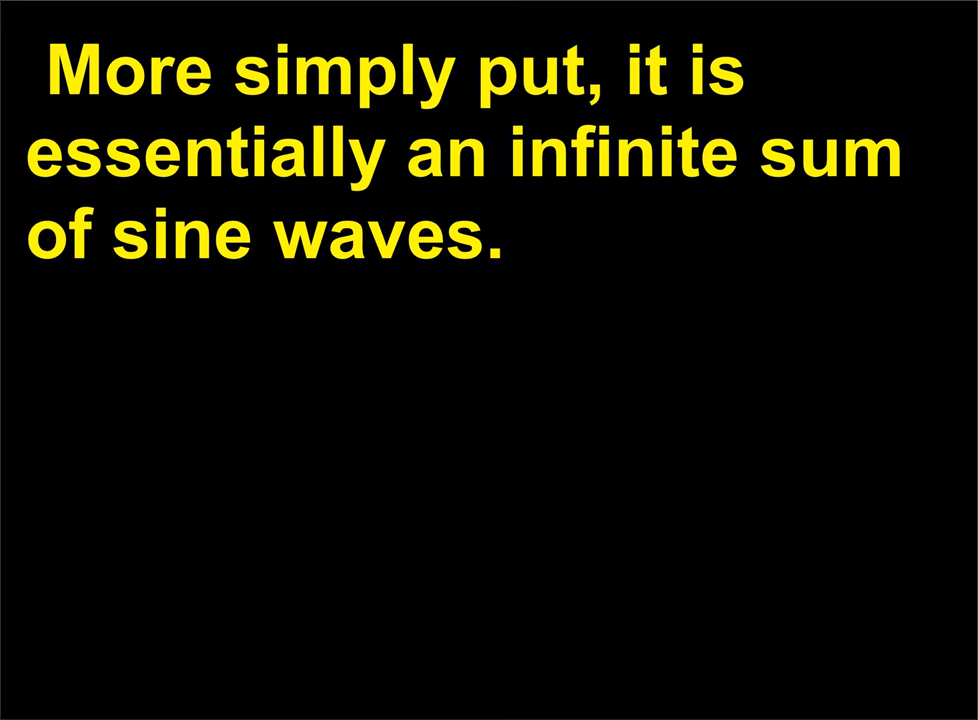 More simply put, it is
essentially an infinite sum
of sine waves.